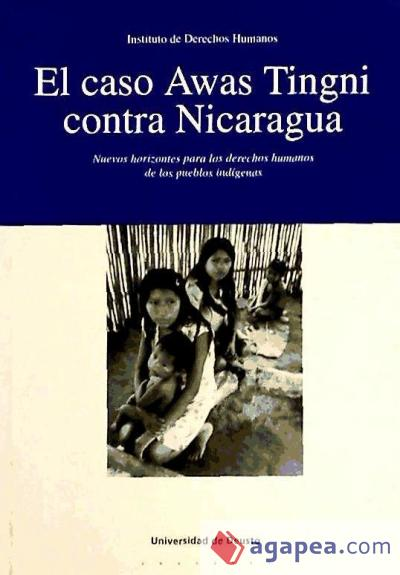 Instituto de Derechos Humanos
El caso Awas Tingni
contra Nicaragua
Nuevos horizontes para los derechos humanos
de los pueblos indígenas
Universidad de Deusto
agapea.com